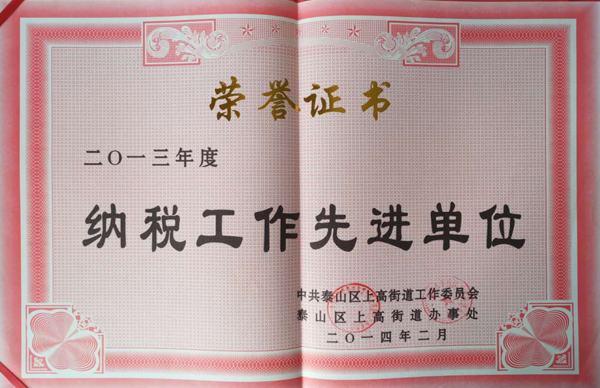 荣誉证书
二〇一三年度
纳税工作先进单位
中共泰山区上高街道工作委员会
泰山区上高街道办事处
二〇一四年二月